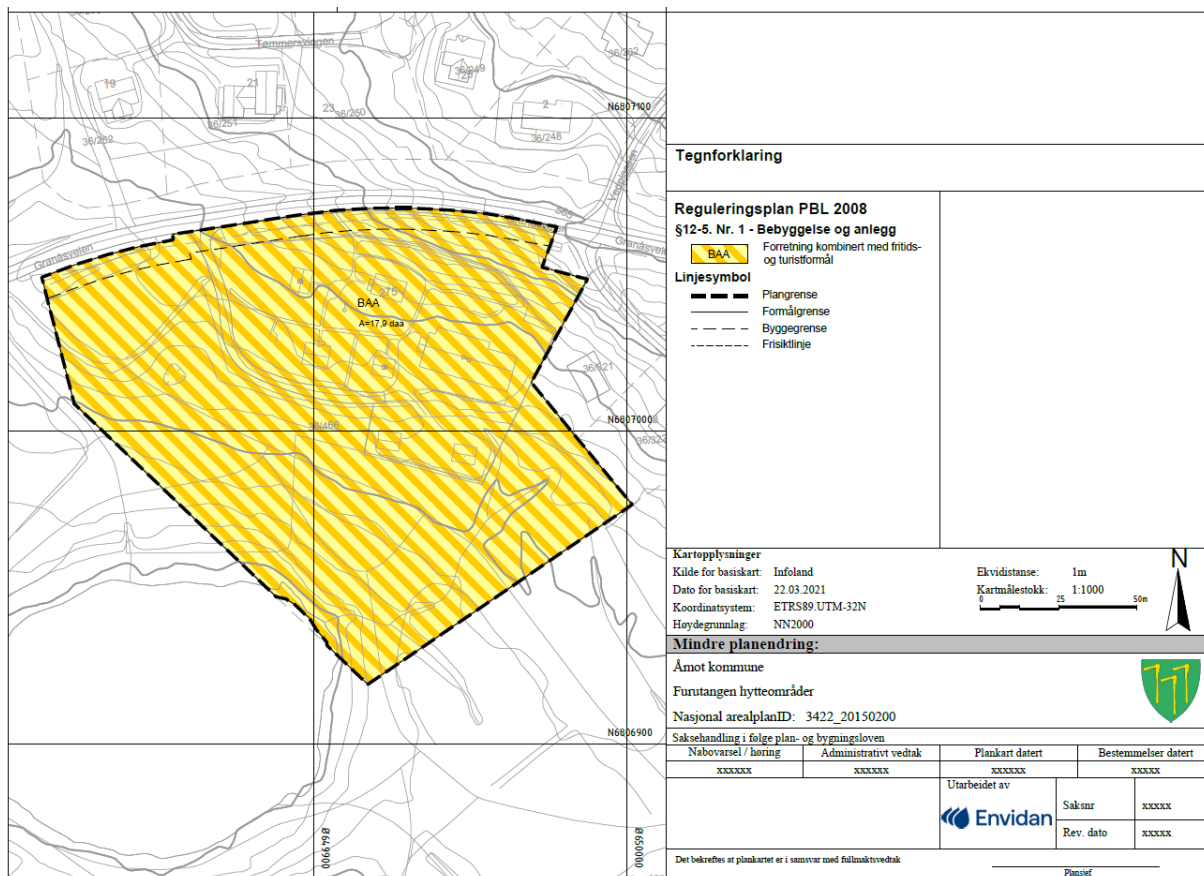 Tømmersvingen
36/262
36/249
19
21
23
2
36/250
36/252
36/251
36/248
N6807100
Granåsveien
BAA
275
A=17,9 daa
36/321
N6807000
36/466
N6806900
Ø649900
Ø650000
Tegnforklaring
Reguleringsplan PBL 2008
§12-5. Nr. 1 - Bebyggelse og anlegg
BAA Forretning kombinert med fritids-
og turistformål
Linjesymbol
Plangrense
Formålgrense
Byggegrense
Frisiktlinje
Kartopplysninger
Kilde for basiskart: Infoland
Dato for basiskart: 22.03.2021
Koordinatsystem: ETRS89.UTM-32N
Høydegrunnlag: NN2000
Ekvidistanse: 1m
Kartmålestokk: 1:1000
0 25 50m
N
Mindre planendring:
Åmot kommune
Furutangen hytteområder
Nasjonal arealplanID: 3422_20150200
Saksehandling i følge plan- og bygningsloven
Nabovarsel / høring Administrativt vedtak Plankart datert Bestemmelser datert
xxxxxx xxxxxx xxxxxx xxxxx
Utarbeidet av
Envidan
Saksnr xxxxx
Rev. dato xxxxx
Det bekreftes at plankartet er i samsvar med fullmaktsvedtak
Plansjef